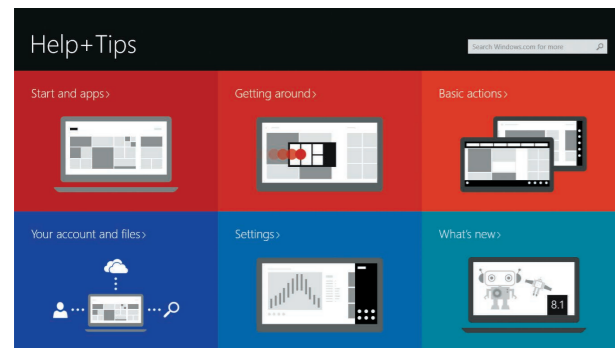 Help+Tips
Search Windows.com for more
Start and apps›
Getting around›
Basic actions›
Your account and files›
Settings›
What's new›
8.1